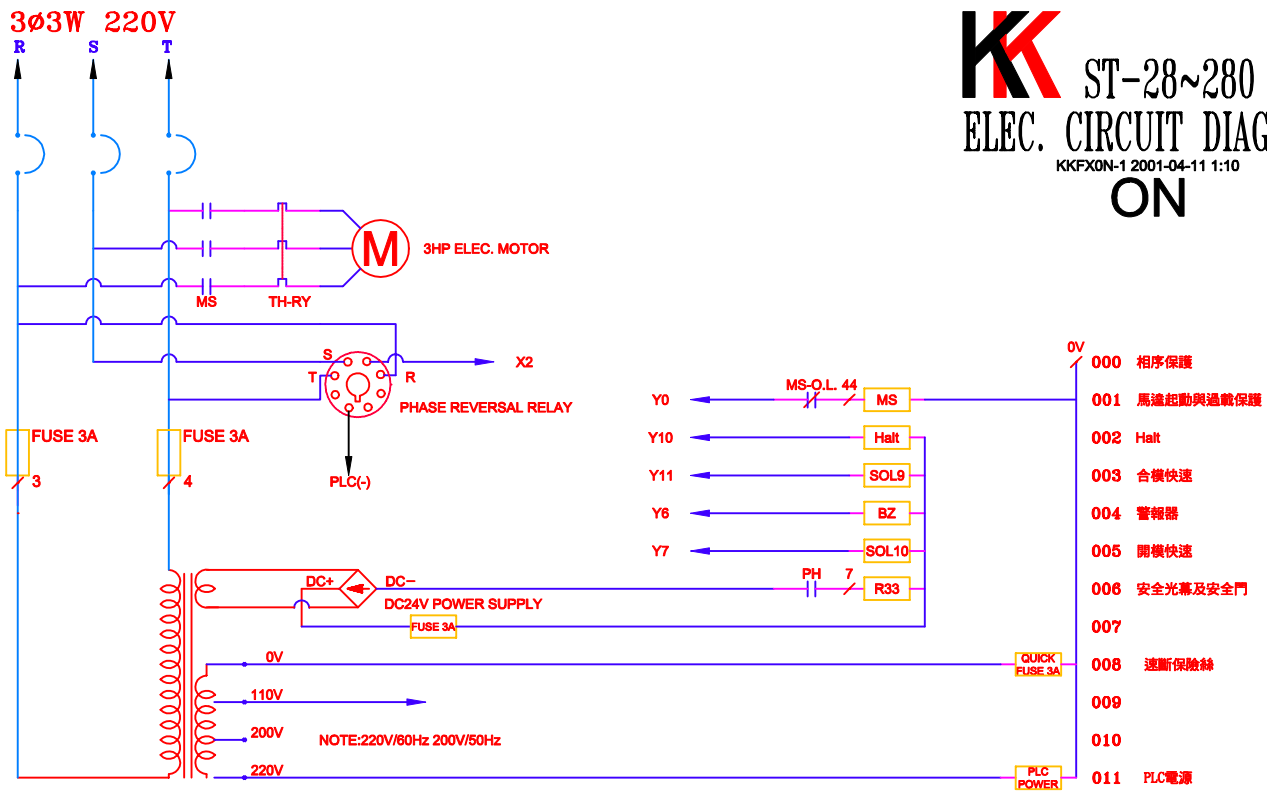 3ø3W 220V
R S T
KK ST-28~280
ELEC. CIRCUIT DIAG
KKFX0N-1 2001-04-11 1:10
ON
M 3HP ELEC. MOTOR
MS TH-RY
S X2
T R
PHASE REVERSAL RELAY
PLC(-)
FUSE 3A FUSE 3A
3 4
0V
000 相序保護
Y0 MS-O.L. 44 MS 001 馬達起動與過載保護
Y10 Halt 002 Halt
Y11 SOL9 003 合模快速
Y6 BZ 004 警報器
Y7 SOL10 005 開模快速
DC+ DC− PH 7 R33 006 安全光幕及安全門
DC24V POWER SUPPLY
FUSE 3A 007
0V QUICK FUSE 3A 008 速斷保險絲
110V 009
200V NOTE:220V/60Hz 200V/50Hz 010
220V PLC POWER 011 PLC電源